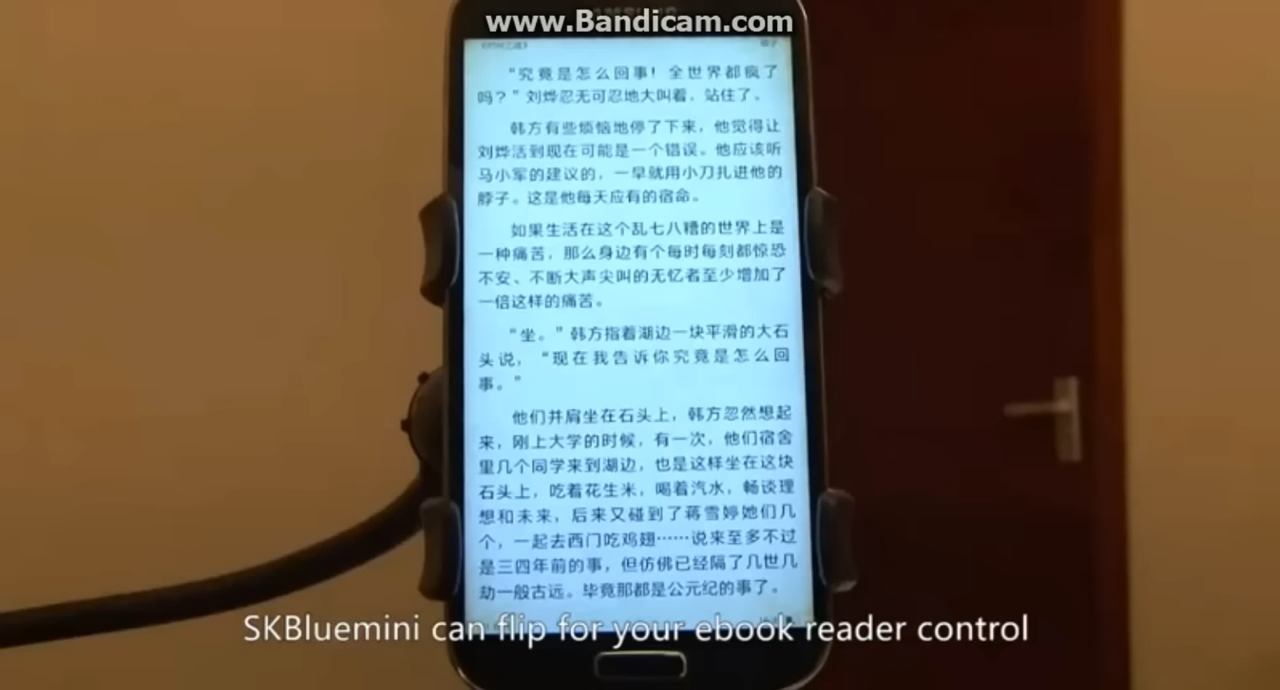 www.Bandicam.com
“究竟是怎么回事！全世界都疯了
吗？”刘烨忍无可忍地大叫着，站住了。
韩方有些烦恼地停了下来，他觉得让
刘烨活到现在可能是一个错误。他应该听
马小军的建议的，一早就用小刀扎进他的
脖子。这是他每天应有的宿命。
如果生活在这个乱七八糟的世界上是
一种痛苦，那么身边有个每时每刻都惊恐
不安、不断大声尖叫的无忆者至少增加了
一倍这样的痛苦。
“坐。”韩方指着湖边一块平滑的大石
头说，“现在我告诉你究竟是怎么回
事。”
他们并肩坐在石头上，韩方忽然想起
来，刚上大学的时候，有一次，他们宿舍
里几个同学来到湖边，也是这样坐在这块
石头上，吃着花生米，喝着汽水，畅谈理
想和未来，后来又碰到了蒋雪婷她们几
个，一起去西门吃鸡翅……说来至多不过
是三四年前的事，但仿佛已经隔了几世几
劫一般古远。毕竟那都是公元纪的事了。
SKBluemini can flip for your ebook reader control